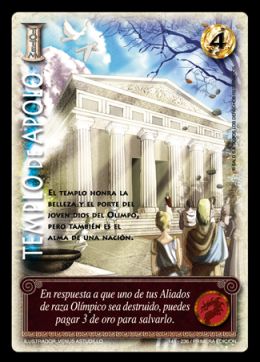 4
TEMPLO DE APOLO
EL TEMPLO HONRA LA
BELLEZA Y EL PORTE DEL
JOVEN DIOS DEL OLIMPO,
PERO TAMBIÉN ES EL
ALMA DE UNA NACIÓN.
En respuesta a que uno de tus Aliados
de raza Olímpico sea destruido, puedes
pagar 3 de oro para salvarlo.
ILUSTRADOR, VENUS ASTUDILLO
- 236 / PRIMERA EDICIÓN